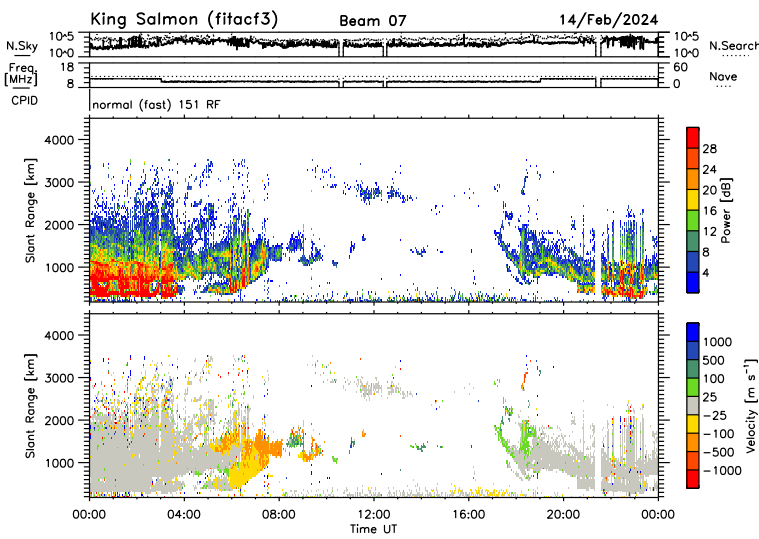 King Salmon (fitacf3) Beam 07 14/Feb/2024
N.Sky 10^5 10^0 10^5 10^0 N.Search
Freq. [MHz] 18 8 60 0 Nave
CPID normal (fast) 151 RF
Slant Range [km] 4000 3000 2000 1000
Power [dB] 28 24 20 16 12 8 4
Slant Range [km] 4000 3000 2000 1000
Velocity [m s⁻¹] 1000 500 100 25 −25 −100 −500 −1000
00:00 04:00 08:00 12:00 16:00 20:00 00:00
Time UT